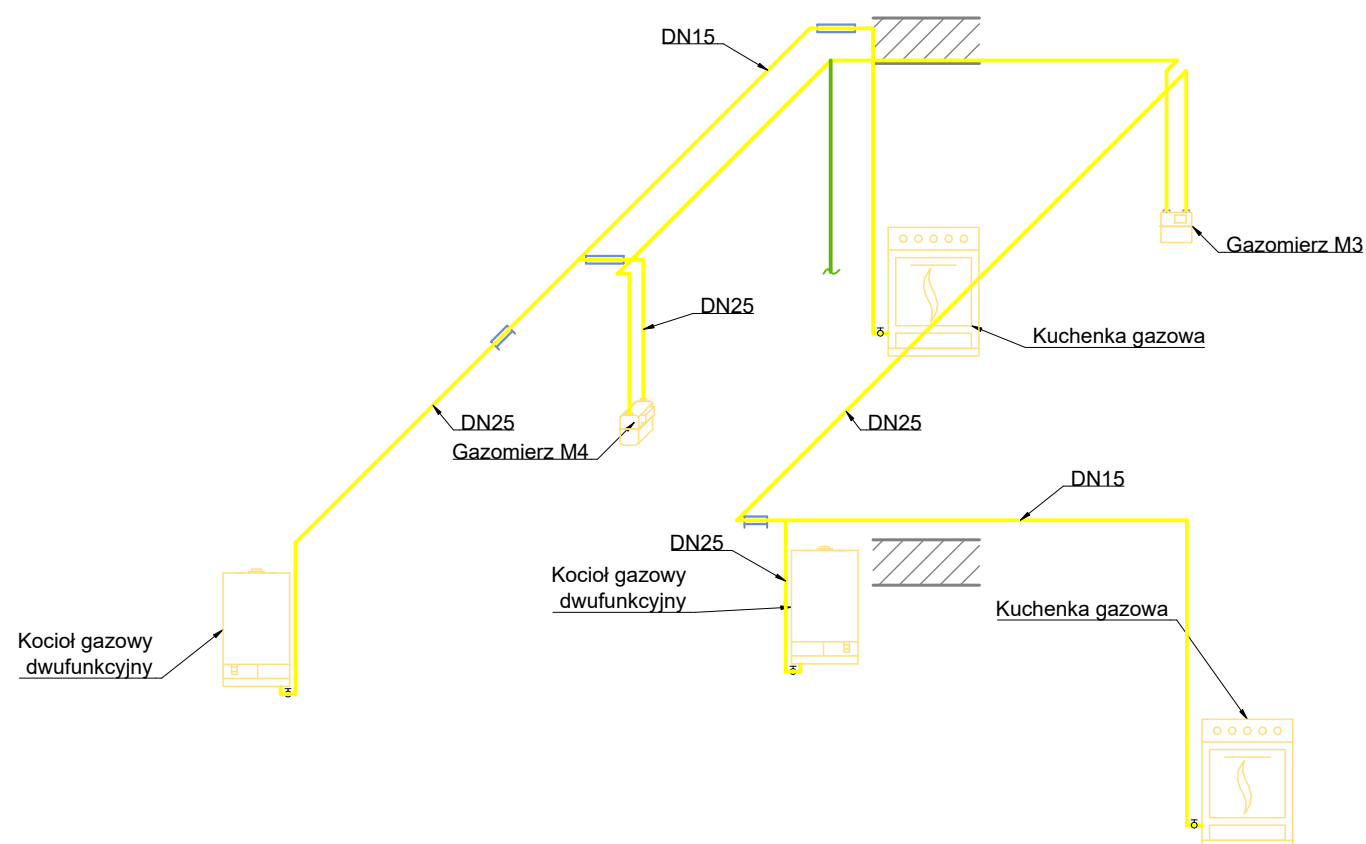 DN15
Gazomierz M3
DN25
Kuchenka gazowa
DN25
DN25
Gazomierz M4
DN15
DN25
Kocioł gazowy
dwufunkcyjny
Kuchenka gazowa
Kocioł gazowy
dwufunkcyjny